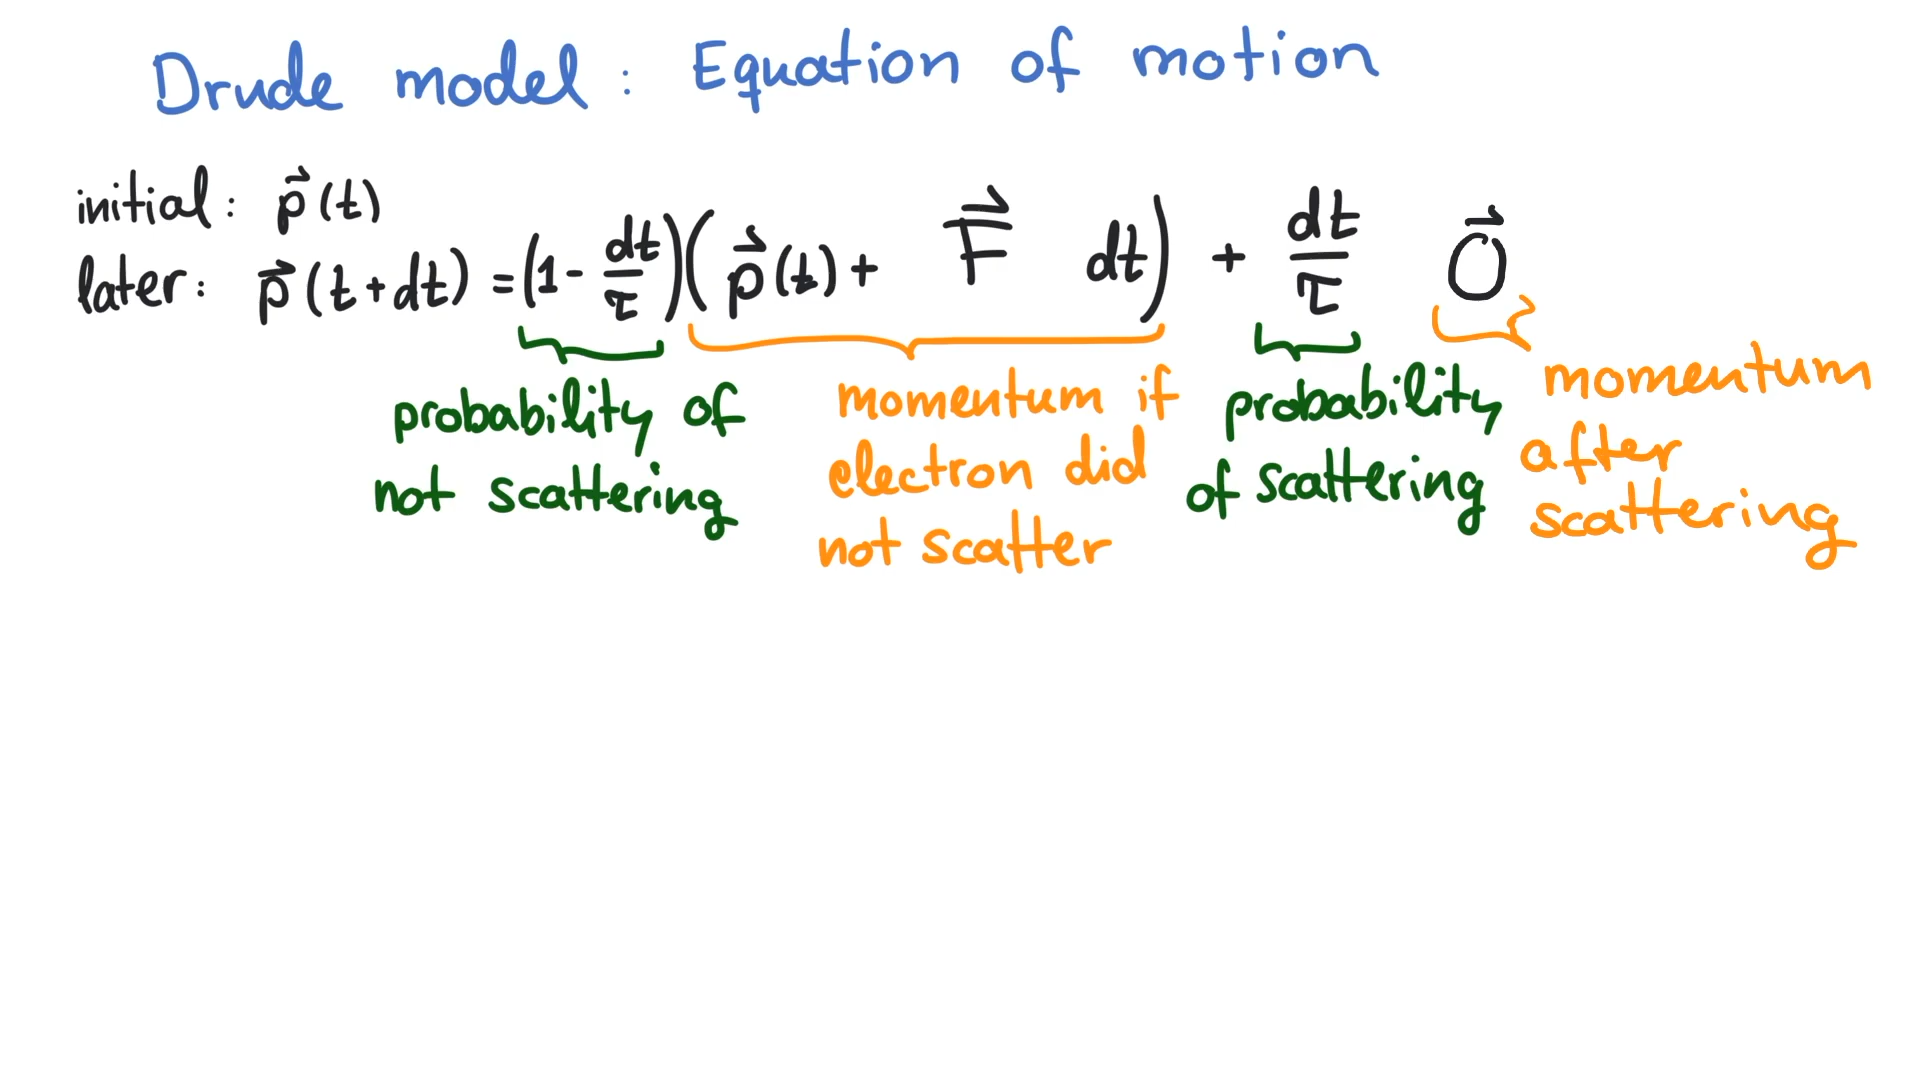 Drude model: Equation of motion
initial: p⃗(t)
later: p⃗(t+dt) = (1 - dt/τ)(p⃗(t) + F⃗ dt) + dt/τ 0⃗
probability of
not scattering
momentum if
electron did
not scatter
probability
of scattering
momentum
after
scattering